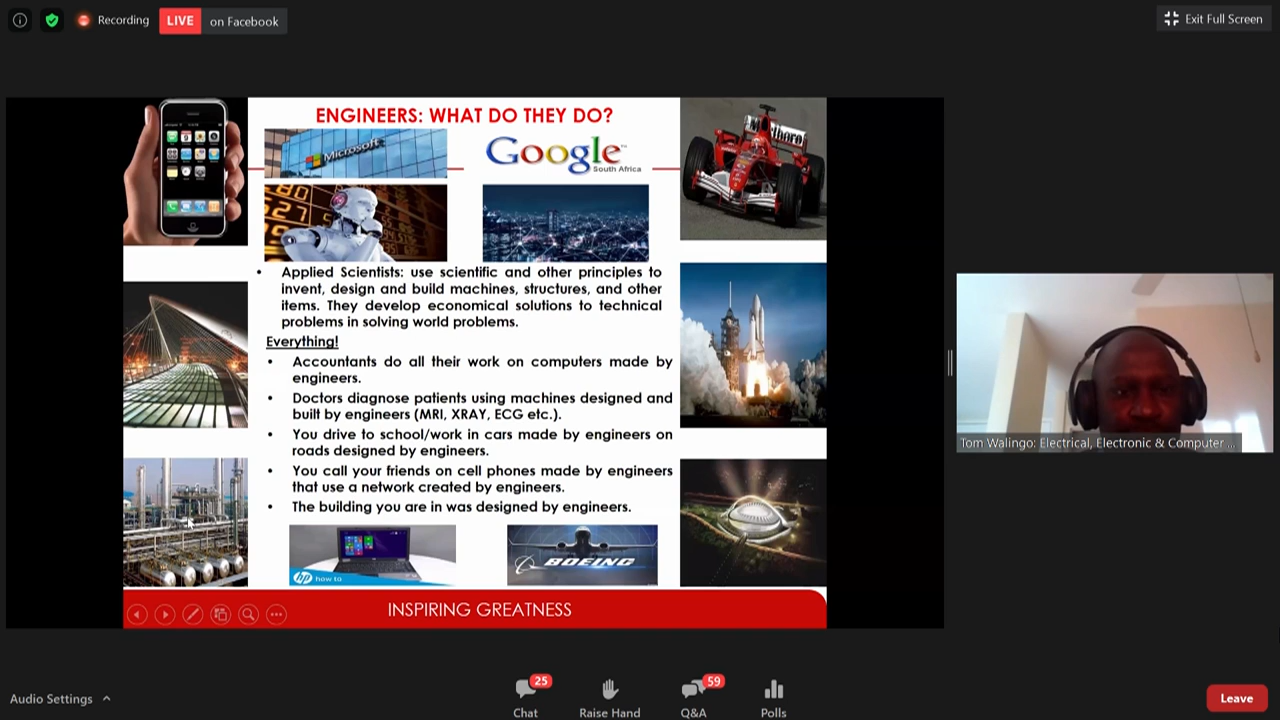 Recording
LIVE
on Facebook
Exit Full Screen
ENGINEERS: WHAT DO THEY DO?
Microsoft
Google
South Africa
Marlboro
• Applied Scientists: use scientific and other principles to
invent, design and build machines, structures, and other
items. They develop economical solutions to technical
problems in solving world problems.
Everything!
• Accountants do all their work on computers made by
engineers.
• Doctors diagnose patients using machines designed and
built by engineers (MRI, XRAY, ECG etc.).
• You drive to school/work in cars made by engineers on
roads designed by engineers.
• You call your friends on cell phones made by engineers
that use a network created by engineers.
• The building you are in was designed by engineers.
hp how to
BOEING
INSPIRING GREATNESS
Tom Walingo: Electrical, Electronic & Computer ...
Audio Settings
25
Chat
Raise Hand
59
Q&A
Polls
Leave